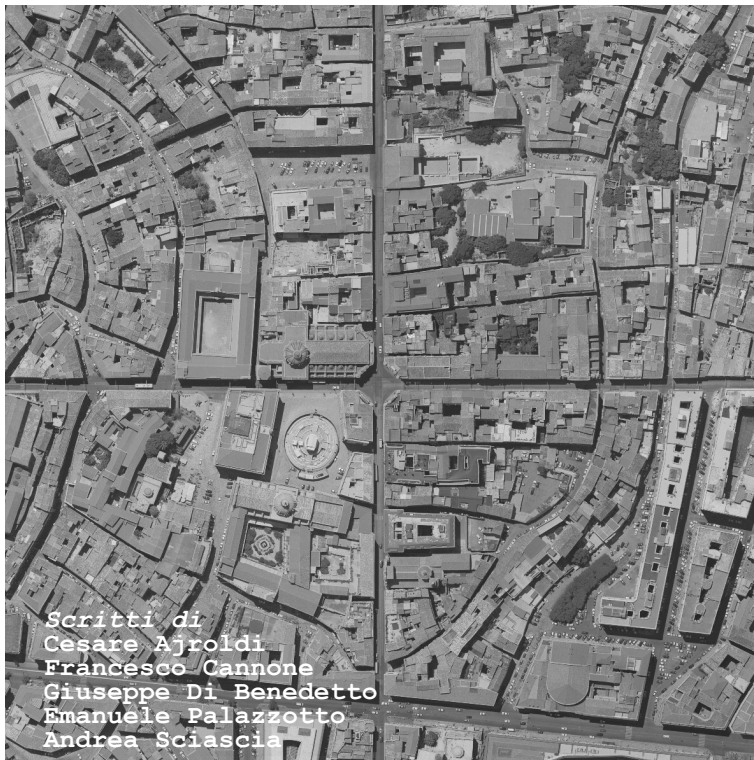 Scritti di
Cesare Ajroldi
Francesco Cannone
Giuseppe Di Benedetto
Emanuele Palazzotto
Andrea Sciascia